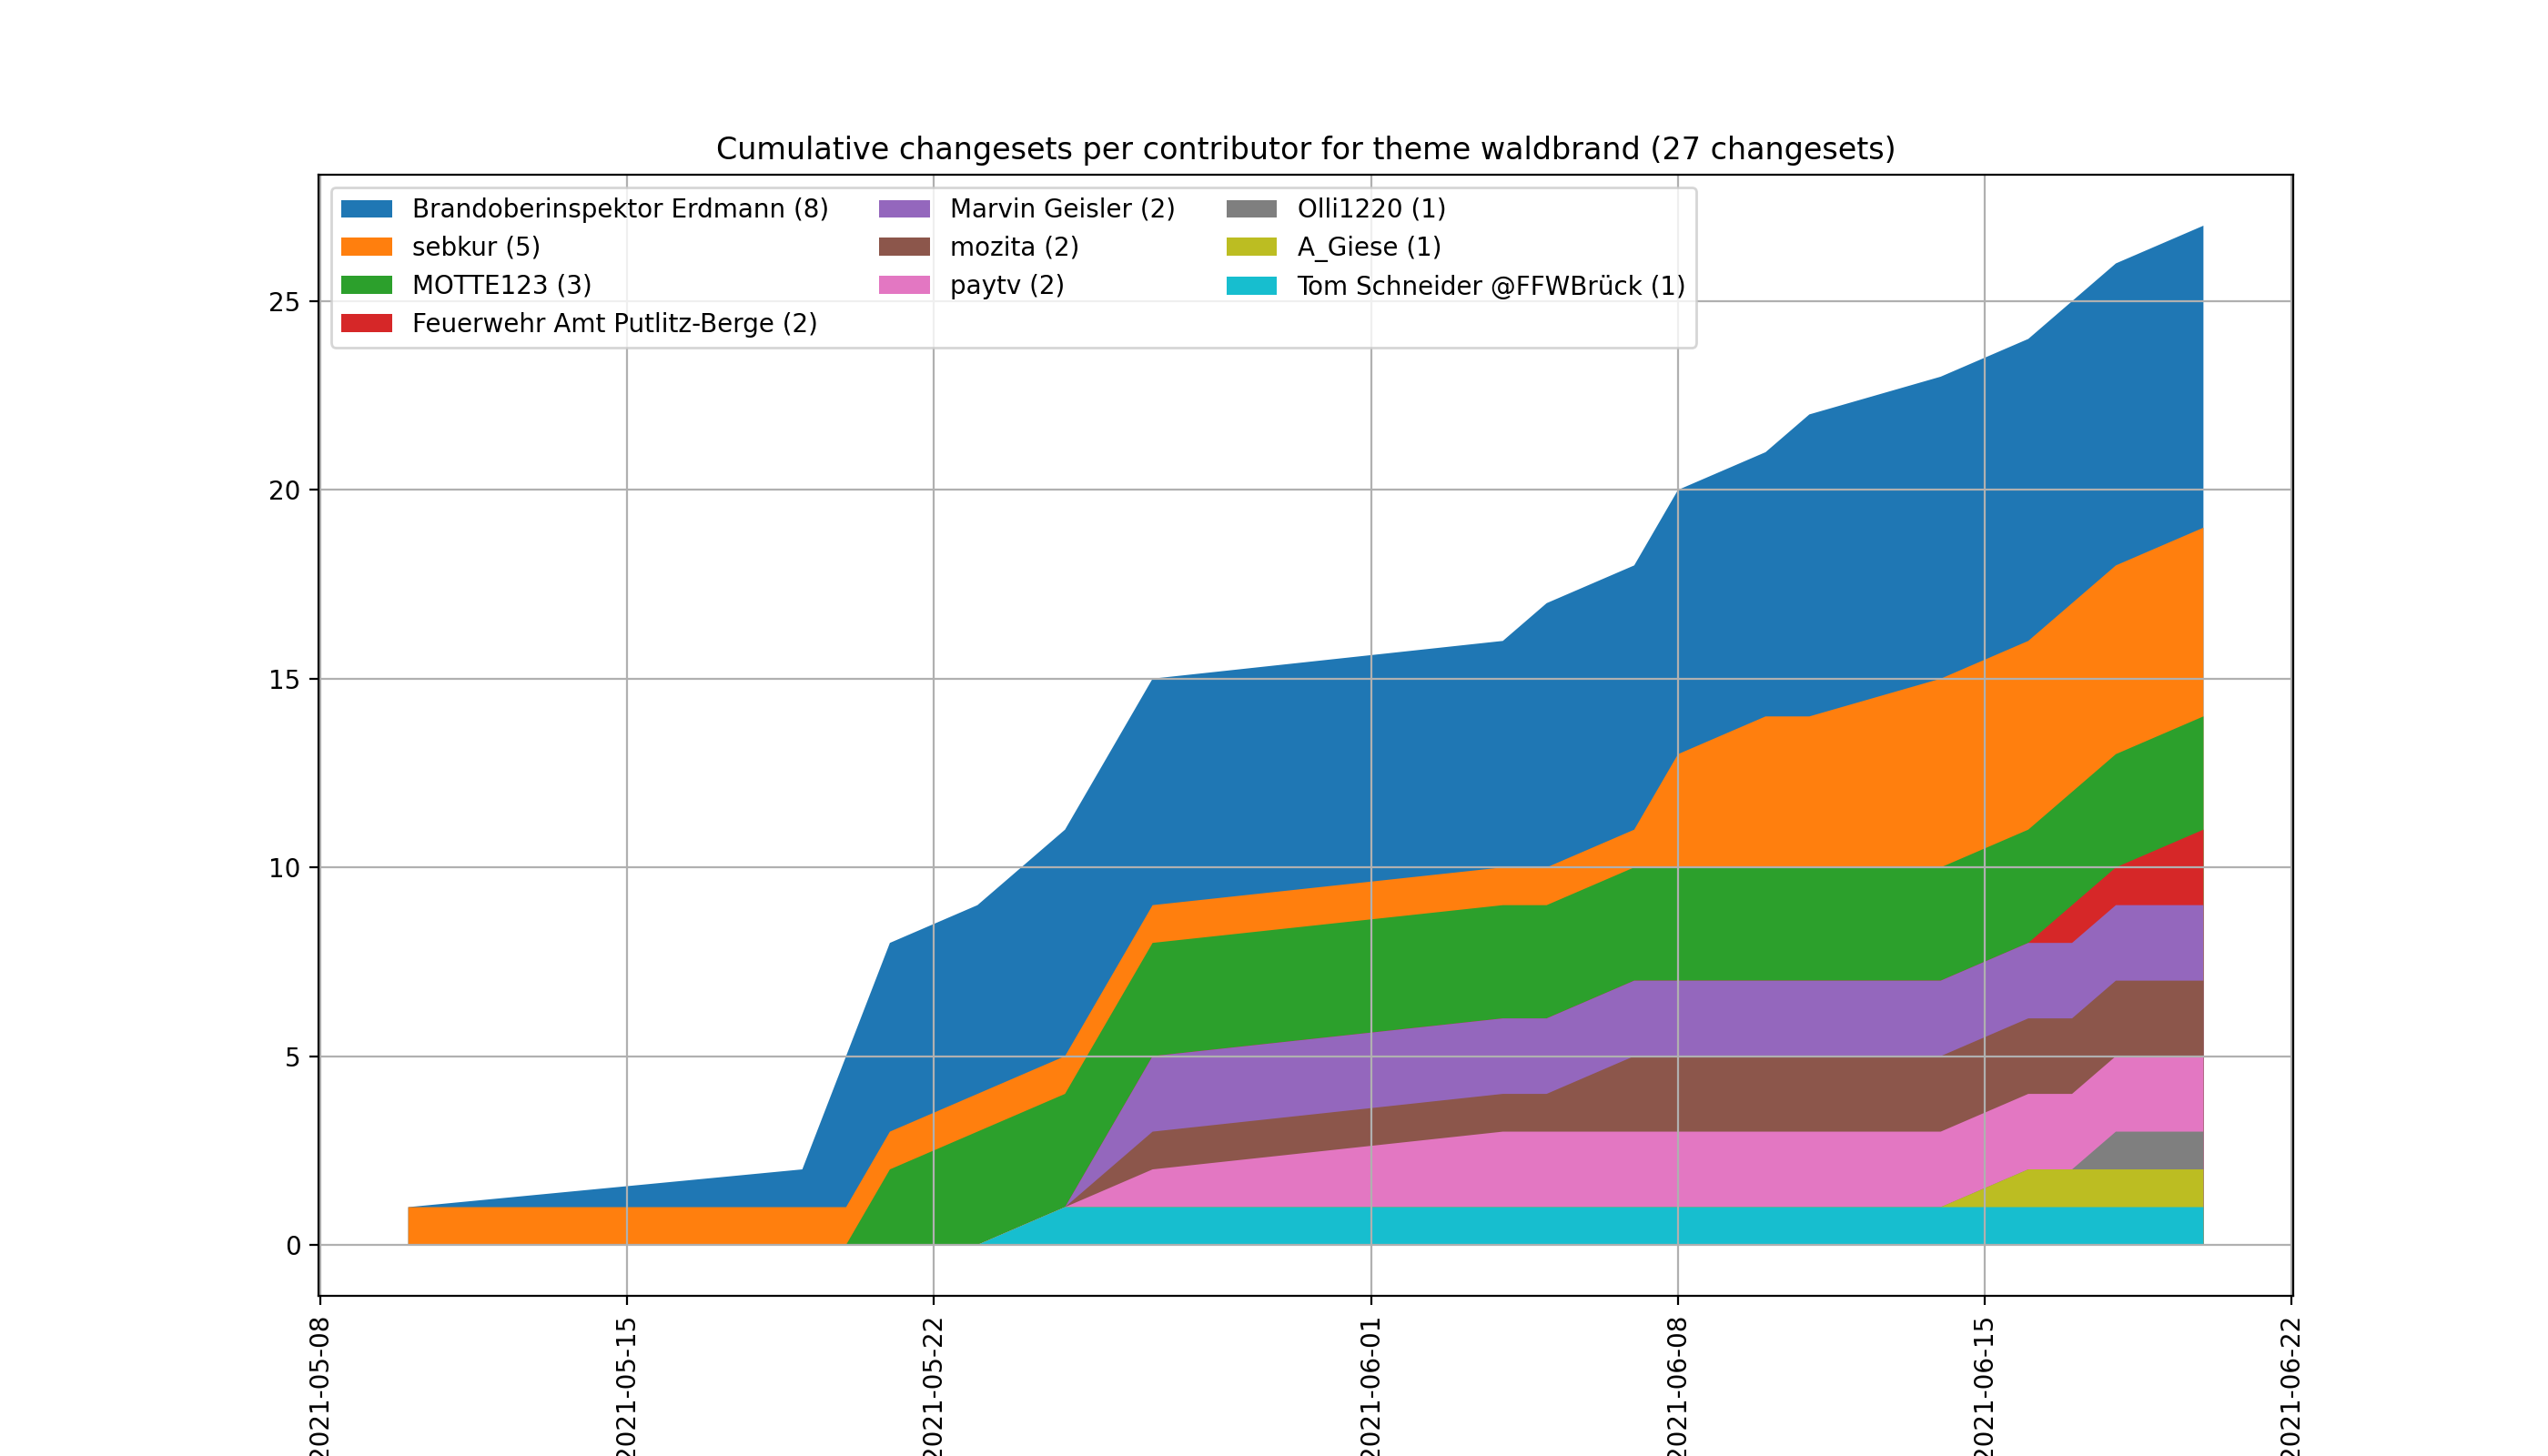 Cumulative changesets per contributor for theme waldbrand (27 changesets)
Brandoberinspektor Erdmann (8)
sebkur (5)
MOTTE123 (3)
Feuerwehr Amt Putlitz-Berge (2)
Marvin Geisler (2)
mozita (2)
paytv (2)
Olli1220 (1)
A_Giese (1)
Tom Schneider @FFWBrück (1)
25
20
15
10
5
0
2021-05-08
2021-05-15
2021-05-22
2021-06-01
2021-06-08
2021-06-15
2021-06-22